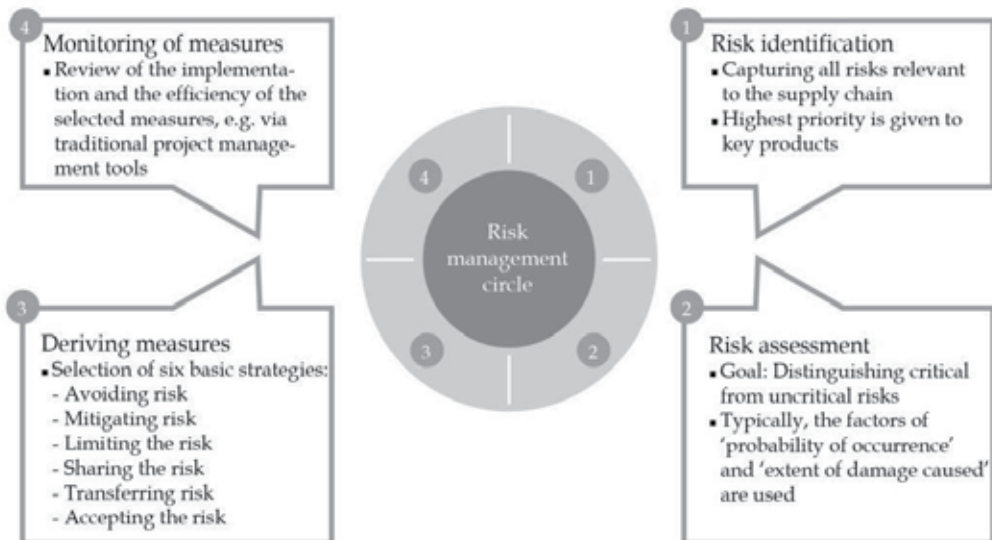 1
Risk identification
▪ Capturing all risks relevant
to the supply chain
▪ Highest priority is given to
key products
2
Risk assessment
▪ Goal: Distinguishing critical
from uncritical risks
▪ Typically, the factors of
‘probability of occurrence’
and ‘extent of damage caused’
are used
3
Deriving measures
▪ Selection of six basic strategies:
- Avoiding risk
- Mitigating risk
- Limiting the risk
- Sharing the risk
- Transferring risk
- Accepting the risk
4
Monitoring of measures
▪ Review of the implementa-
tion and the efficiency of the
selected measures, e.g. via
traditional project manage-
ment tools
4
1
Risk
management
circle
3
2